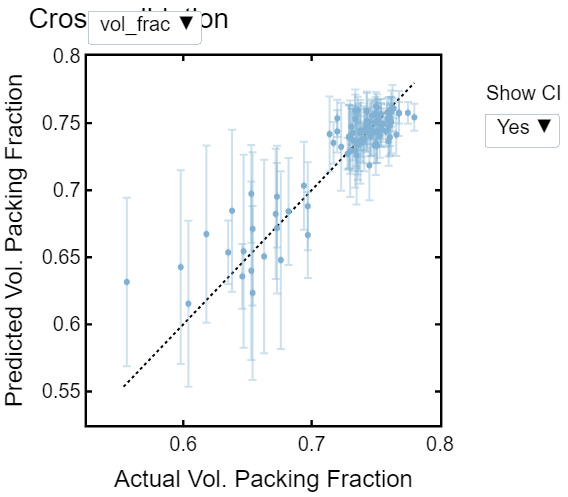 Cros
on
vol_frac ▼
Show CI
Yes ▼
Predicted Vol. Packing Fraction
0.8
0.75
0.7
0.65
0.6
0.55
0.6 0.7 0.8
Actual Vol. Packing Fraction